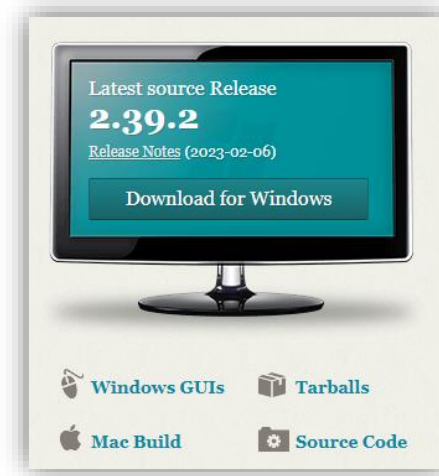 Latest source Release
2.39.2
Release Notes (2023-02-06)
Download for Windows
Windows GUIs
Tarballs
Mac Build
Source Code